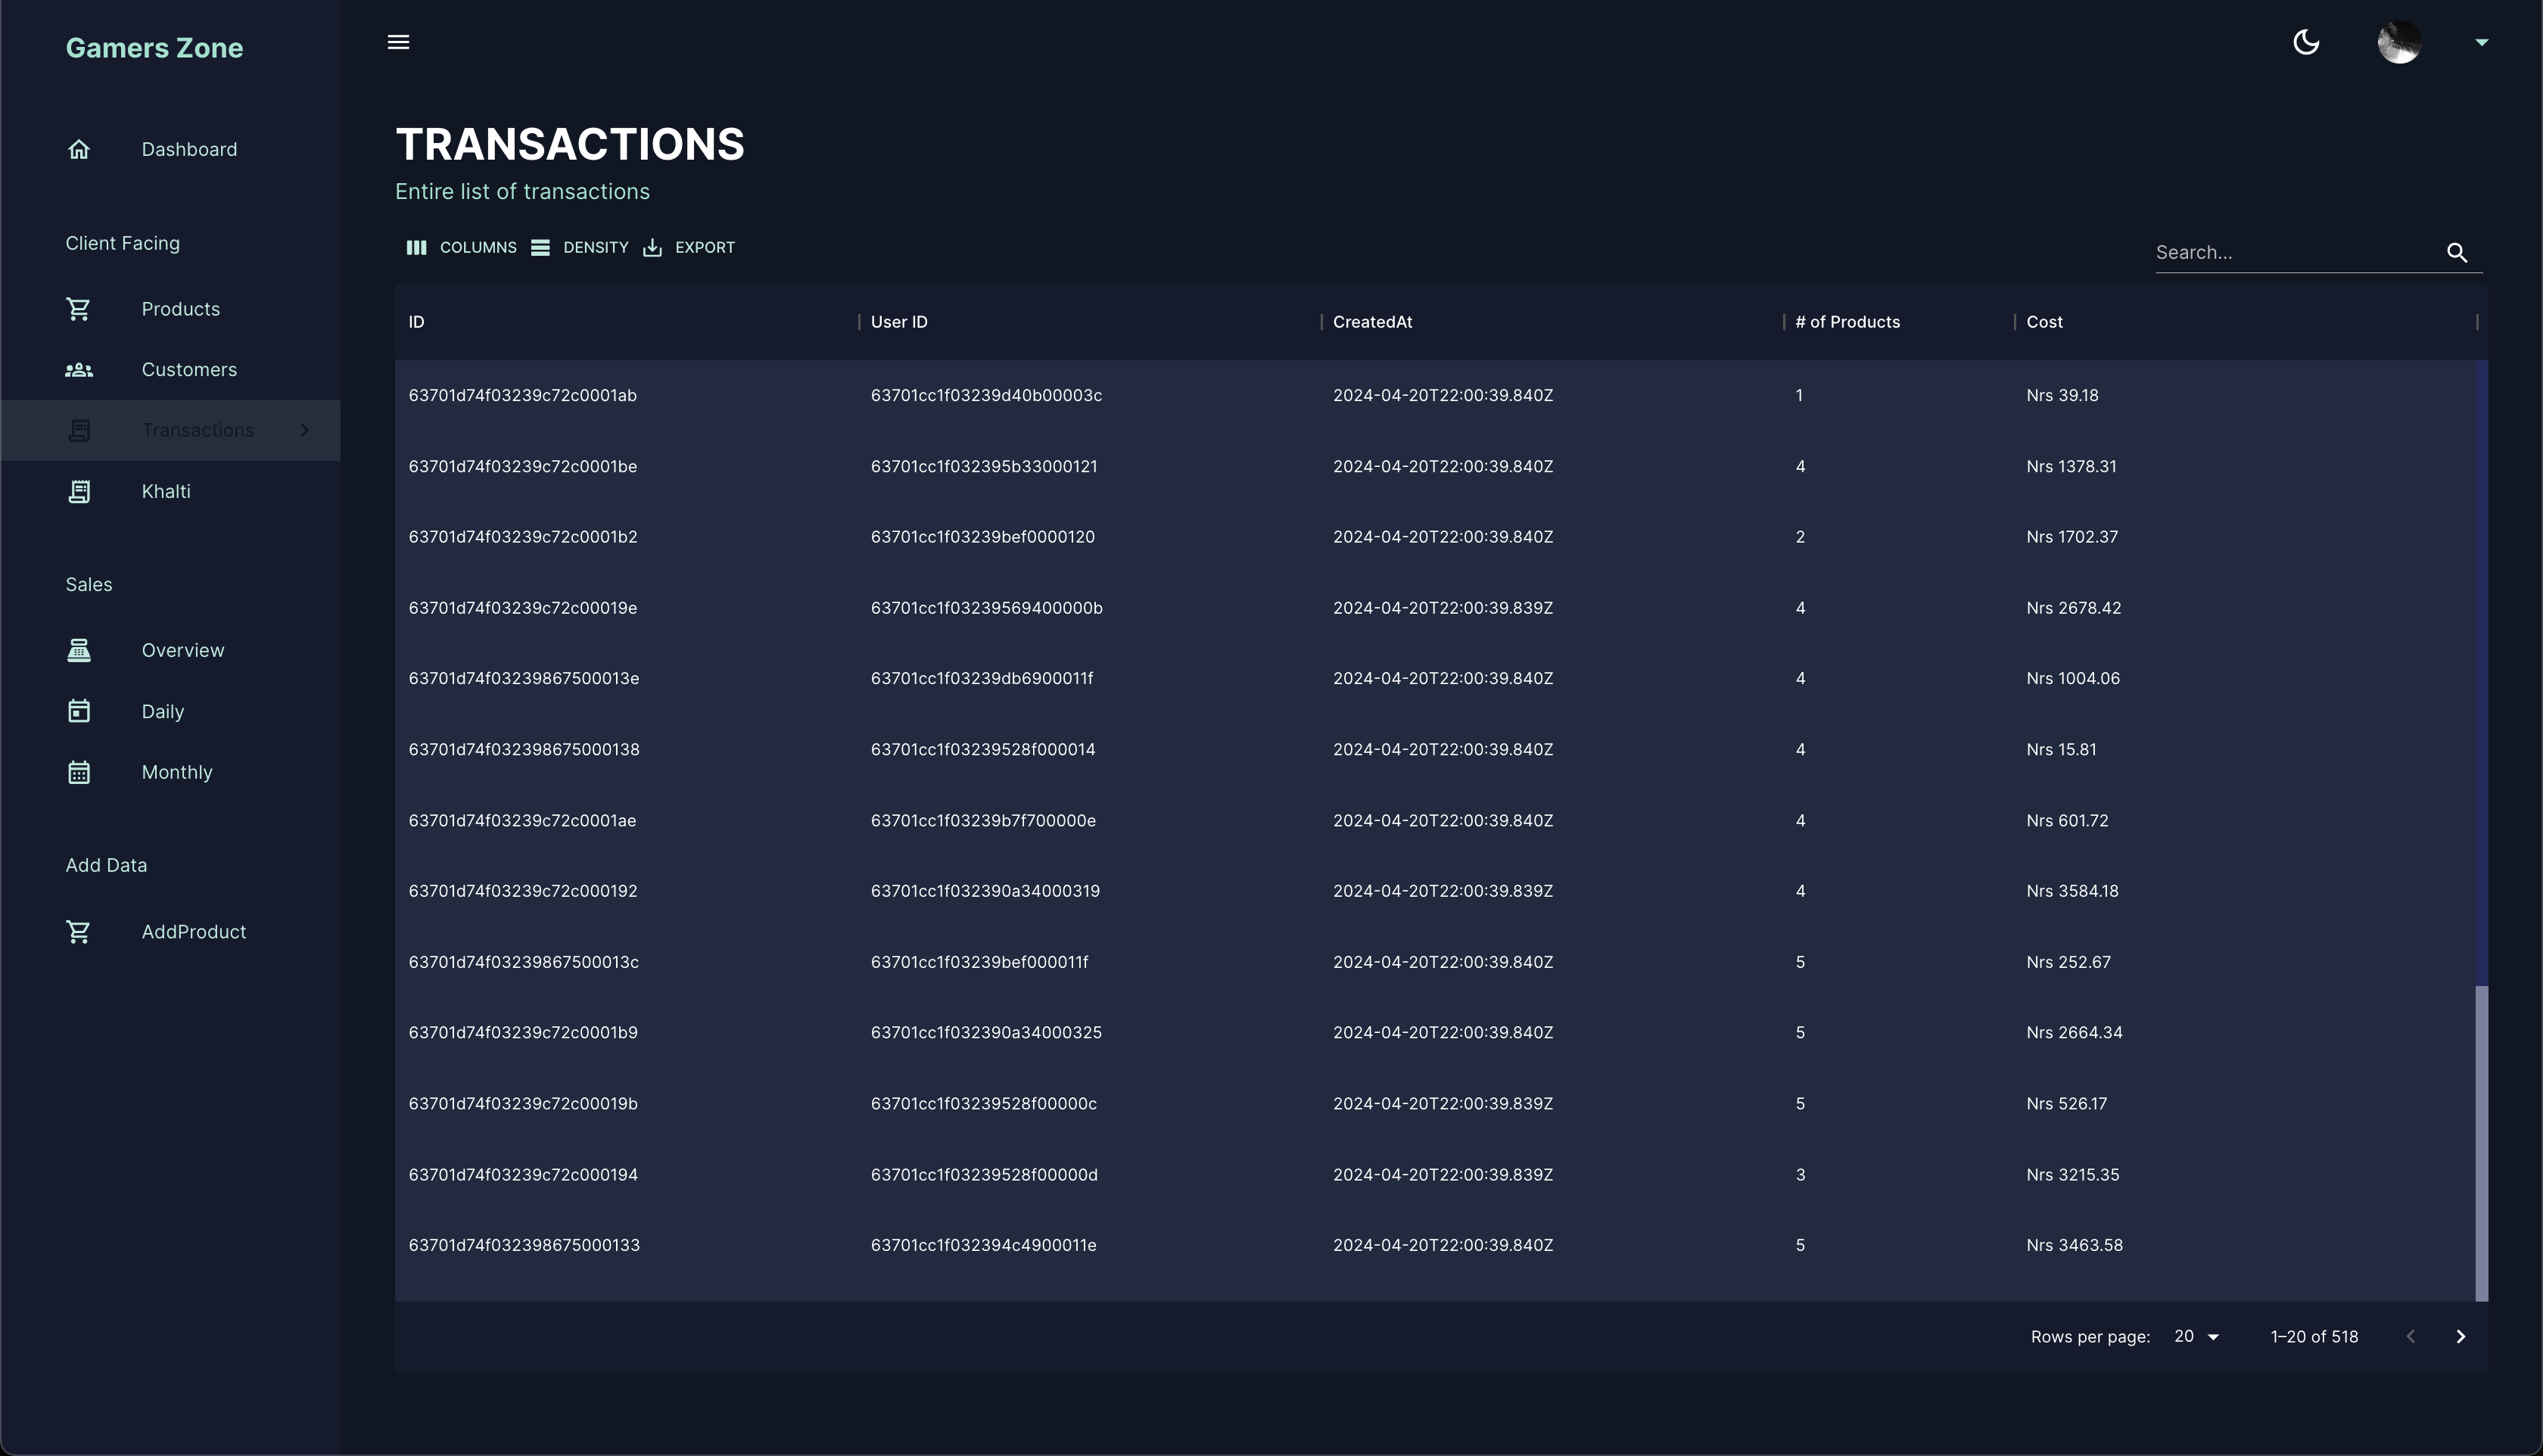 Gamers Zone
Dashboard
Client Facing
Products
Customers
Transactions
Khalti
Sales
Overview
Daily
Monthly
Add Data
AddProduct
TRANSACTIONS
Entire list of transactions
COLUMNS DENSITY EXPORT
Search...
ID User ID CreatedAt # of Products Cost
63701d74f03239c72c0001ab 63701cc1f03239d40b00003c 2024-04-20T22:00:39.840Z 1 Nrs 39.18
63701d74f03239c72c0001be 63701cc1f032395b33000121 2024-04-20T22:00:39.840Z 4 Nrs 1378.31
63701d74f03239c72c0001b2 63701cc1f03239bef0000120 2024-04-20T22:00:39.840Z 2 Nrs 1702.37
63701d74f03239c72c00019e 63701cc1f03239569400000b 2024-04-20T22:00:39.839Z 4 Nrs 2678.42
63701d74f03239867500013e 63701cc1f03239db6900011f 2024-04-20T22:00:39.840Z 4 Nrs 1004.06
63701d74f032398675000138 63701cc1f03239528f000014 2024-04-20T22:00:39.840Z 4 Nrs 15.81
63701d74f03239c72c0001ae 63701cc1f03239b7f700000e 2024-04-20T22:00:39.840Z 4 Nrs 601.72
63701d74f03239c72c000192 63701cc1f032390a34000319 2024-04-20T22:00:39.839Z 4 Nrs 3584.18
63701d74f03239867500013c 63701cc1f03239bef000011f 2024-04-20T22:00:39.840Z 5 Nrs 252.67
63701d74f03239c72c0001b9 63701cc1f032390a34000325 2024-04-20T22:00:39.840Z 5 Nrs 2664.34
63701d74f03239c72c00019b 63701cc1f03239528f00000c 2024-04-20T22:00:39.839Z 5 Nrs 526.17
63701d74f03239c72c000194 63701cc1f03239528f00000d 2024-04-20T22:00:39.839Z 3 Nrs 3215.35
63701d74f032398675000133 63701cc1f032394c4900011e 2024-04-20T22:00:39.840Z 5 Nrs 3463.58
Rows per page: 20 1–20 of 518